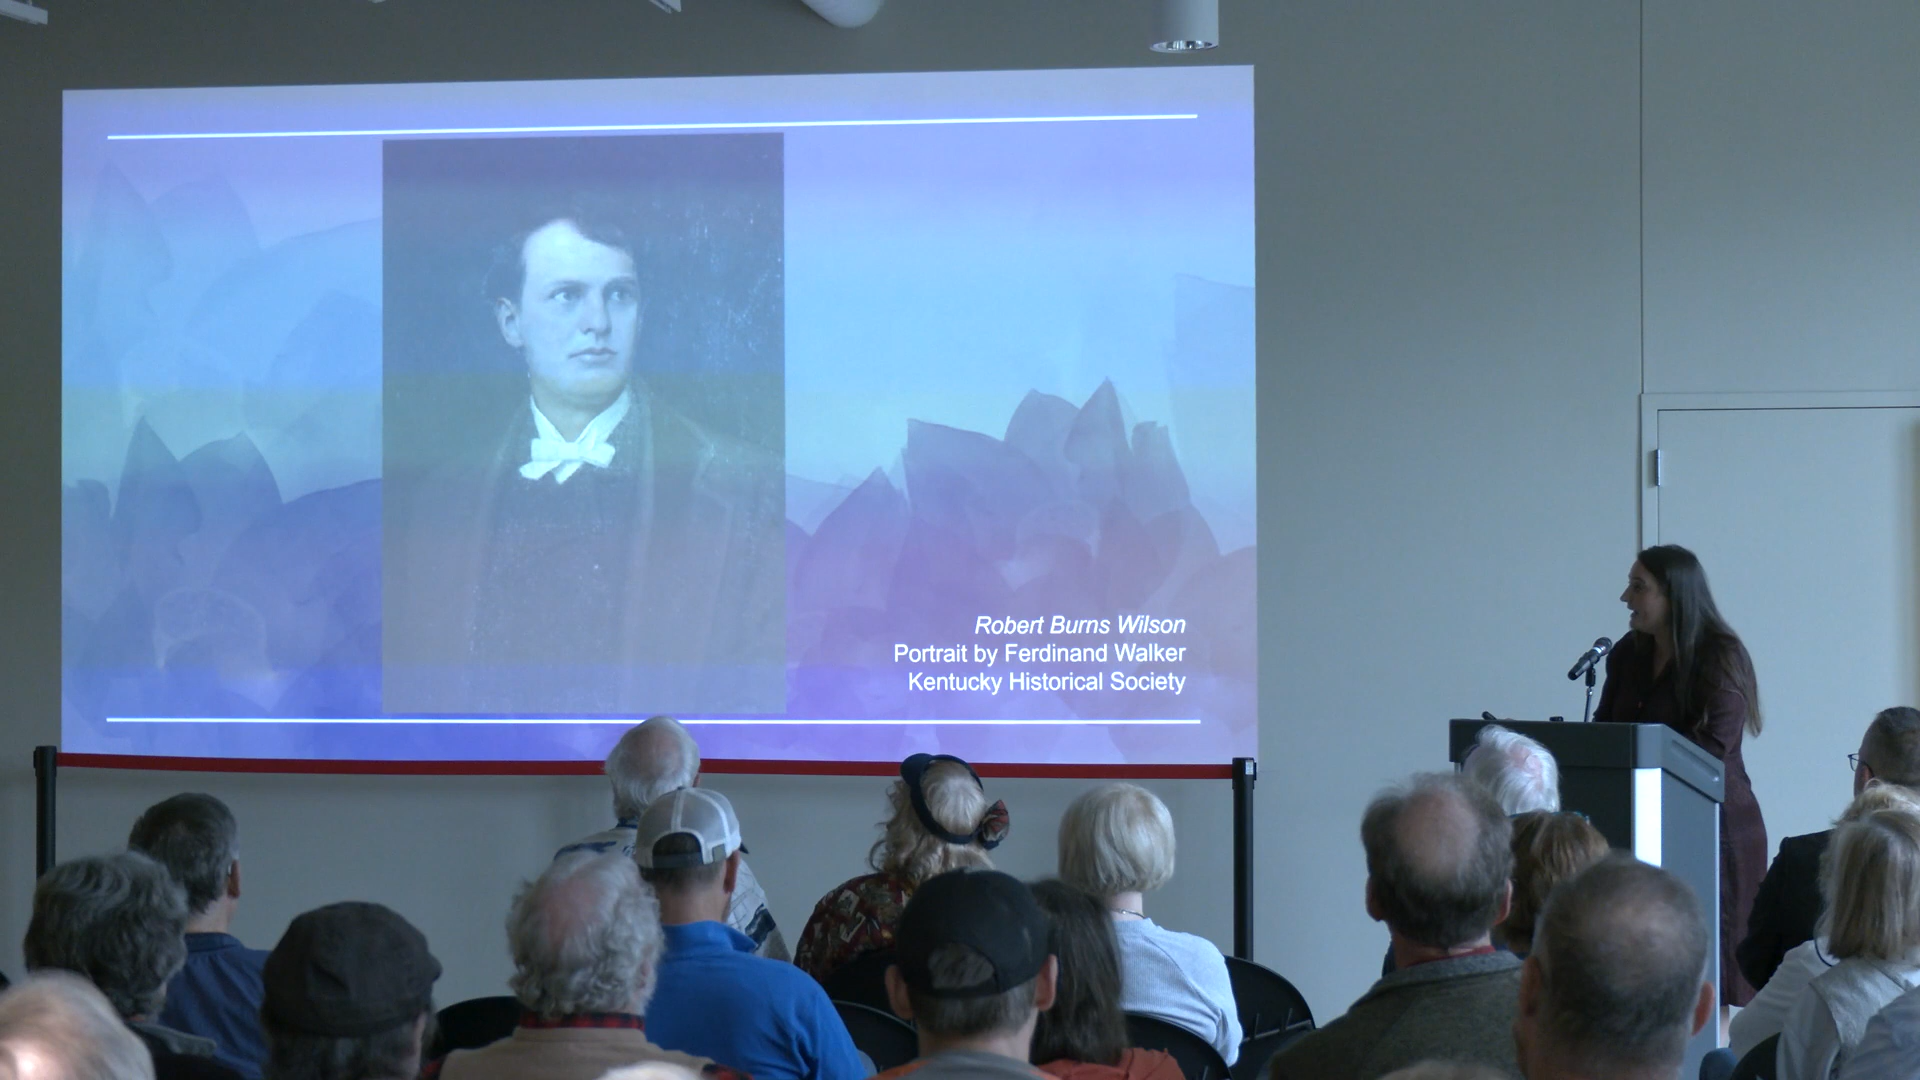 Robert Burns Wilson
Portrait by Ferdinand Walker
Kentucky Historical Society